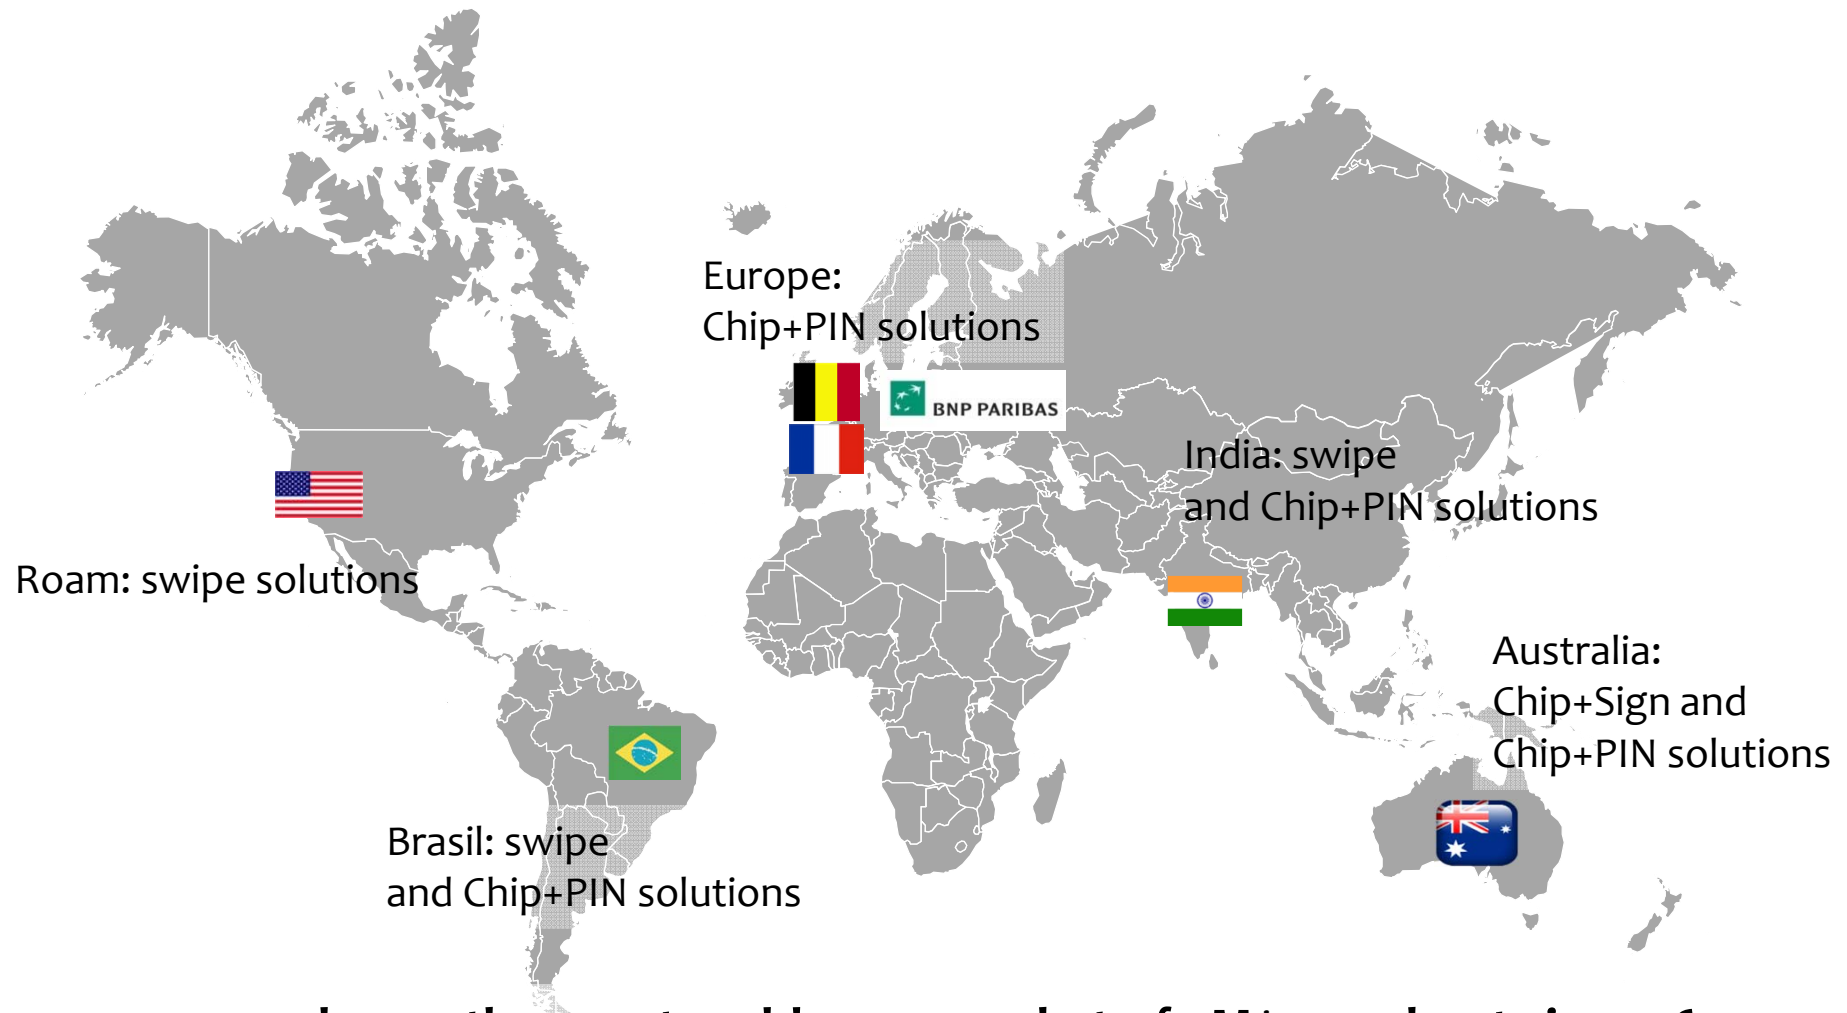 Europe:
Chip+PIN solutions
BNP PARIBAS
India: swipe
and Chip+PIN solutions
Roam: swipe solutions
Australia:
Chip+Sign and
Chip+PIN solutions
Brasil: swipe
and Chip+PIN solutions